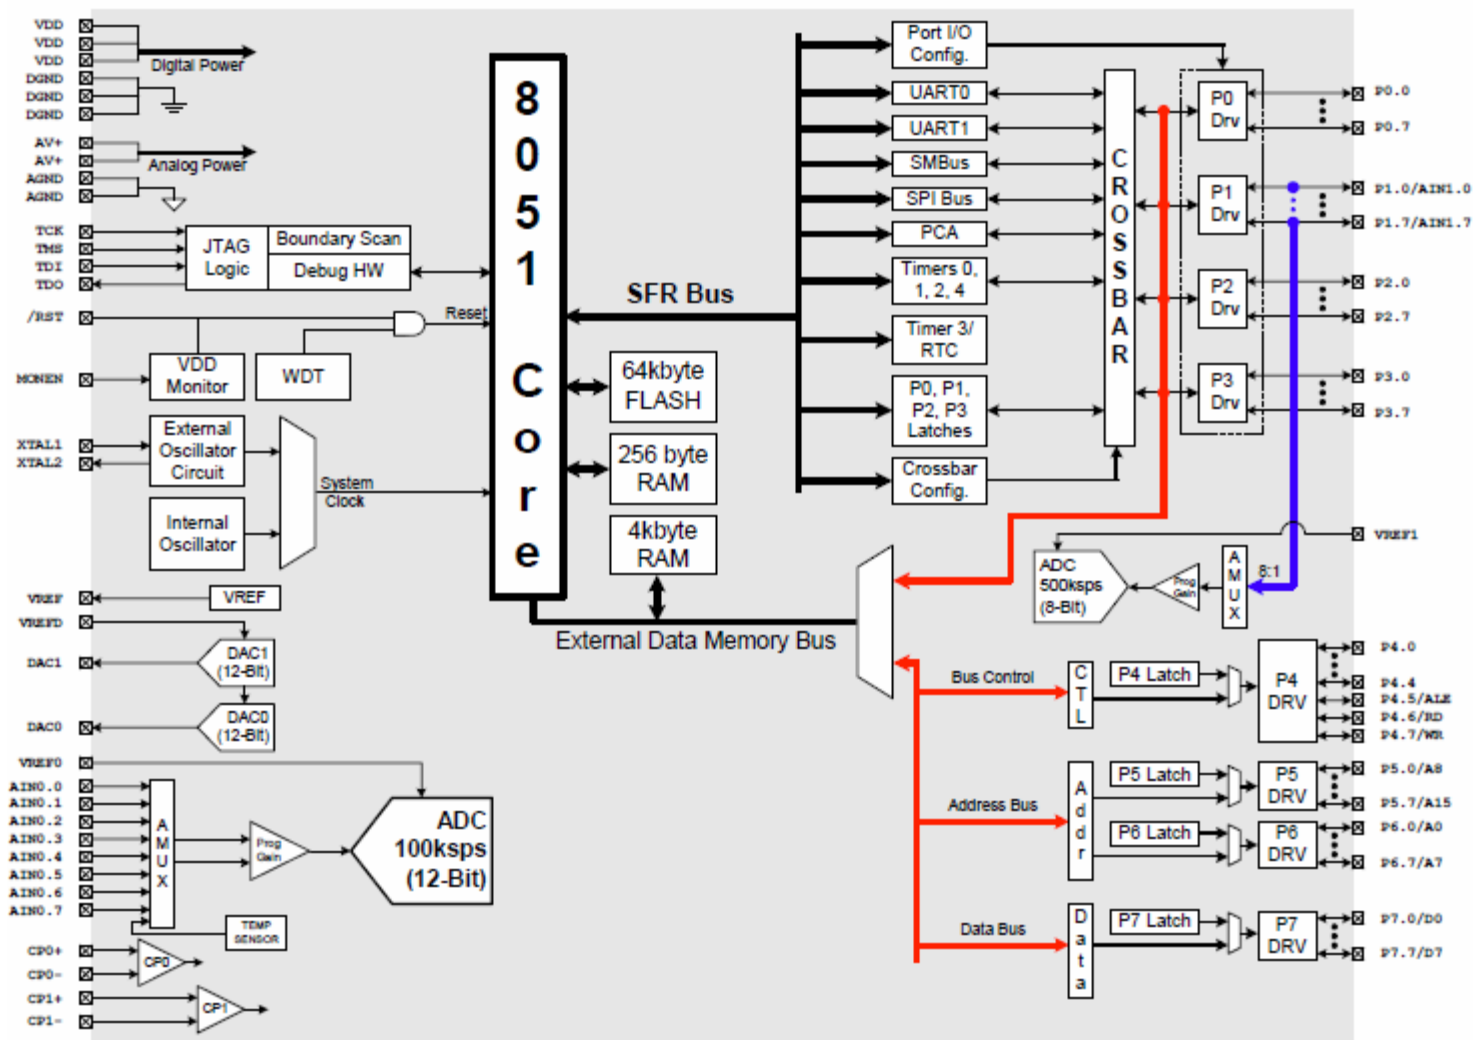 VDD
VDD
VDD
DGND
DGND
DGND
Digital Power
AV+
AV+
AGND
AGND
Analog Power
TCK
TMS
TDI
TDO
JTAG
Logic
Boundary Scan
Debug HW
/RST
Reset
MONEN
VDD
Monitor
WDT
XTAL1
XTAL2
External
Oscillator
Circuit
Internal
Oscillator
System
Clock
VREF
VREF
VREFD
DAC1
DAC1
(12-Bit)
DAC0
DAC0
(12-Bit)
VREF0
AIN0.0
AIN0.1
AIN0.2
AIN0.3
AIN0.4
AIN0.5
AIN0.6
AIN0.7
AMUX
Prog
Gain
ADC
100ksps
(12-Bit)
TEMP
SENSOR
CP0+
CP0-
CP0
CP1+
CP1-
CP1
8051 Core
SFR Bus
64kbyte
FLASH
256 byte
RAM
4kbyte
RAM
External Data Memory Bus
Port I/O
Config.
UART0
UART1
SMBus
SPI Bus
PCA
Timers 0,
1, 2, 4
Timer 3/
RTC
P0, P1,
P2, P3
Latches
Crossbar
Config.
CROSSBAR
P0
Drv
P1
Drv
P2
Drv
P3
Drv
P0.0
P0.7
P1.0/AIN1.0
P1.7/AIN1.7
P2.0
P2.7
P3.0
P3.7
VREF1
ADC
500ksps
(8-Bit)
Prog
Gain
AMUX
8:1
Bus Control
CTL
P4 Latch
P4
DRV
P4.0
P4.4
P4.5/ALE
P4.6/RD
P4.7/WR
Address Bus
Addr
P5 Latch
P5
DRV
P5.0/A8
P5.7/A15
P6 Latch
P6
DRV
P6.0/A0
P6.7/A7
Data Bus
Data
P7 Latch
P7
DRV
P7.0/D0
P7.7/D7